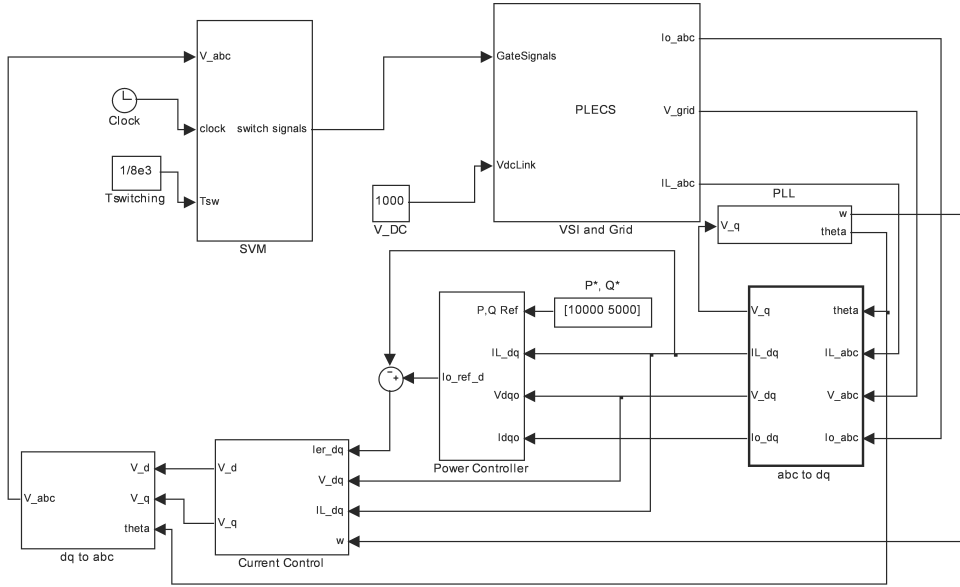 V_abc
clock
Tsw
switch signals
SVM
Clock
1/8e3
Tswitching
GateSignals
VdcLink
PLECS
Io_abc
V_grid
IL_abc
VSI and Grid
1000
V_DC
PLL
V_q
w
theta
P*, Q*
[10000 5000]
P,Q Ref
IL_dq
Io_ref_d
Vdqo
Idqo
Power Controller
-
+
V_q
theta
IL_dq
IL_abc
V_dq
V_abc
Io_dq
Io_abc
abc to dq
Ier_dq
V_d
V_dq
IL_dq
V_q
w
Current Control
V_d
V_abc
V_q
theta
dq to abc